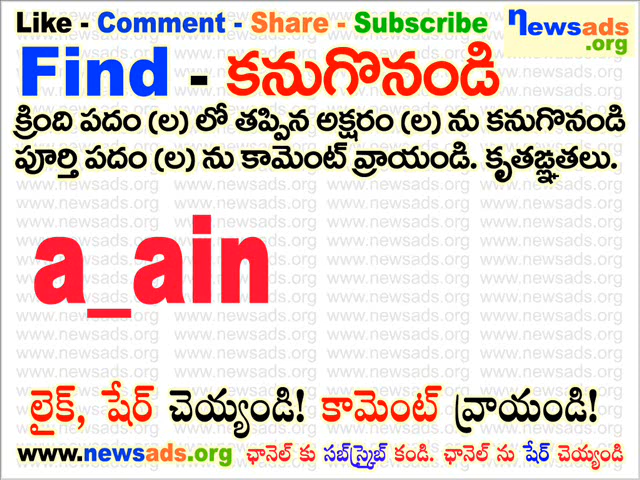 Like - Comment - Share - Subscribe
newsads
.org
Find - కనుగొనండి
క్రింది పదం (ల) లో తప్పిన అక్షరం (ల) ను కనుగొనండి
పూర్తి పదం (ల) ను కామెంట్ వ్రాయండి. కృతజ్ఞతలు.
a_ain
లైక్, షేర్ చెయ్యండి! కామెంట్ వ్రాయండి!
www.newsads.org ఛానెల్ కు సబ్‌స్క్రైబ్ కండి. ఛానెల్ ను షేర్ చెయ్యండి